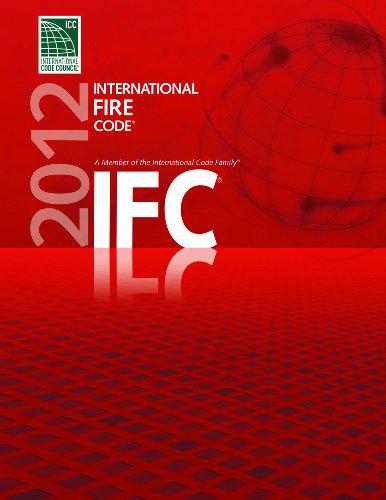 ICC
INTERNATIONAL
CODE COUNCIL®
2012
INTERNATIONAL
FIRE
CODE®
A Member of the International Code Family®
IFC®